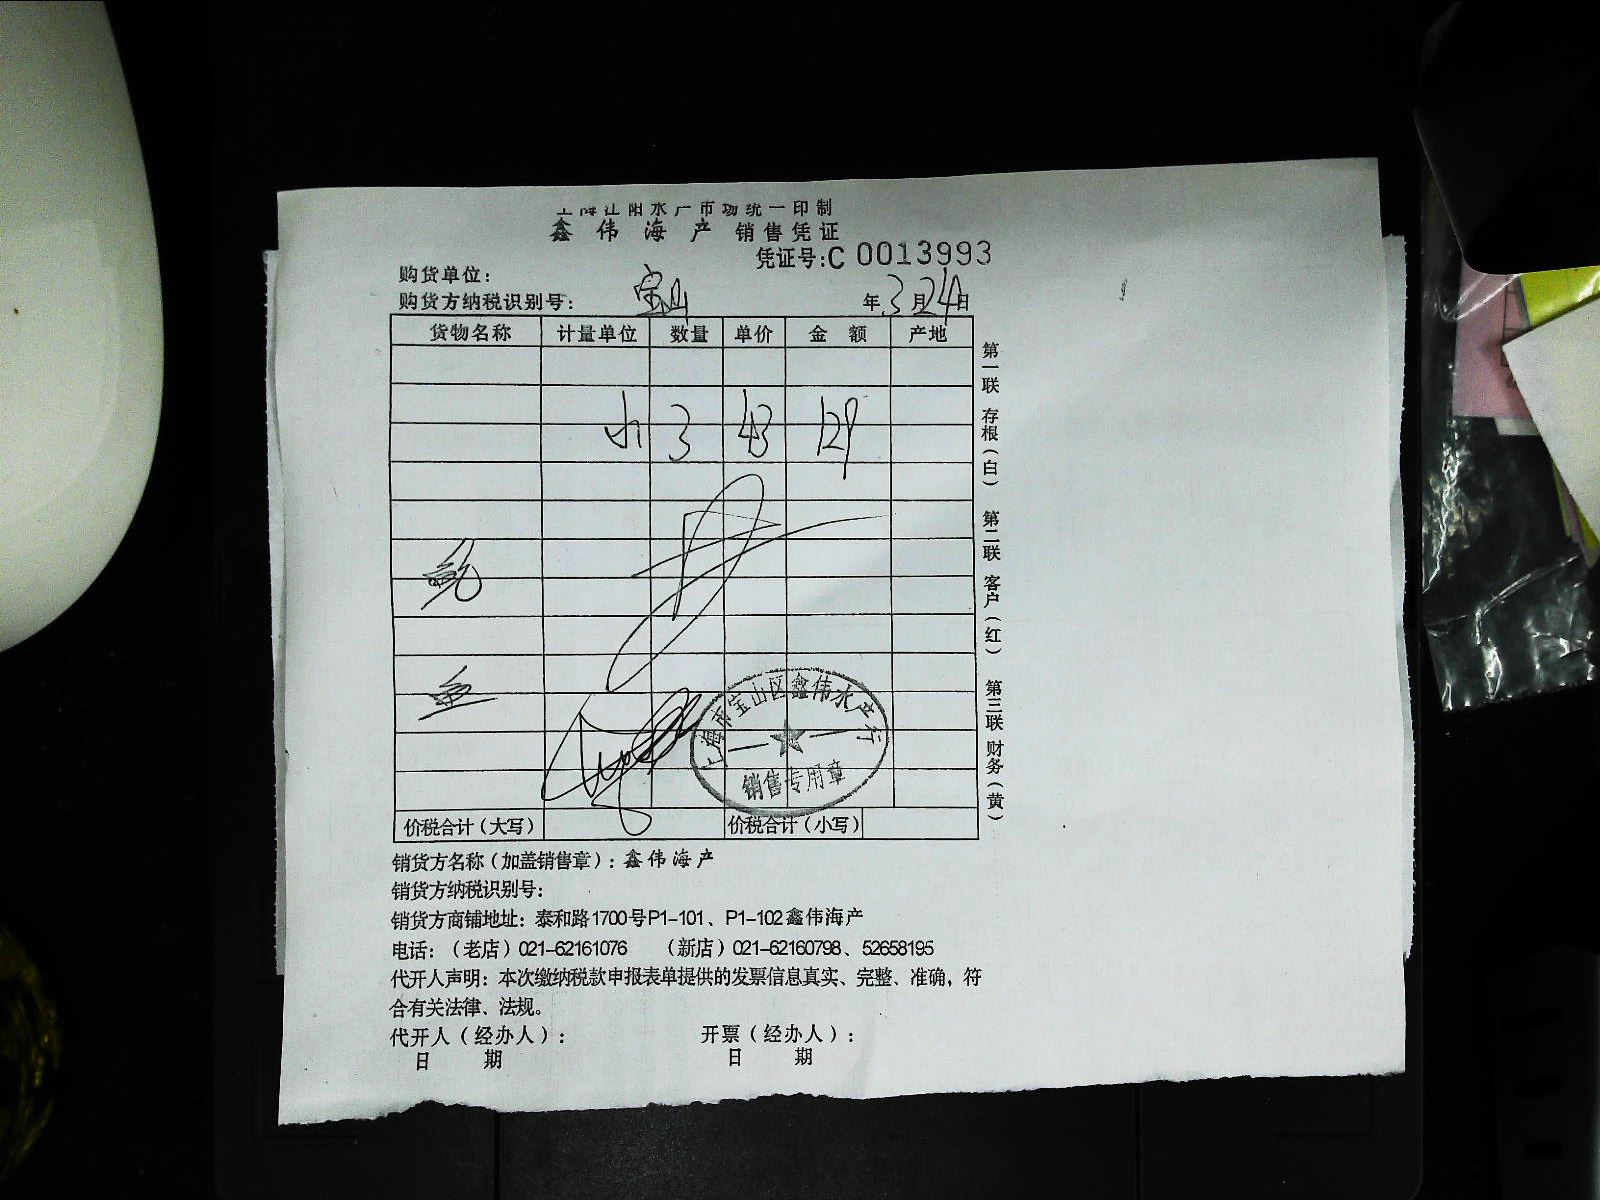 上海江阳水产市场统一印制
鑫伟海产 销售凭证
凭证号:C 0013993
购货单位:
购货方纳税识别号: 宝山 年 3月24日
货物名称 计量单位 数量 单价 金额 产地
小 3 43 129
鲍
鱼
价税合计(大写) 价税合计(小写)
第一联 存根(白) 第二联 客户(红) 第三联 财务(黄)
上海市宝山区鑫伟水产行
销售专用章
销货方名称(加盖销售章): 鑫伟海产
销货方纳税识别号:
销货方商铺地址: 泰和路1700号P1-101、P1-102鑫伟海产
电话: (老店)021-62161076 (新店)021-62160798、52658195
代开人声明: 本次缴纳税款申报表单提供的发票信息真实、完整、准确, 符
合有关法律、法规。
代开人(经办人): 开票(经办人):
日 期 日 期